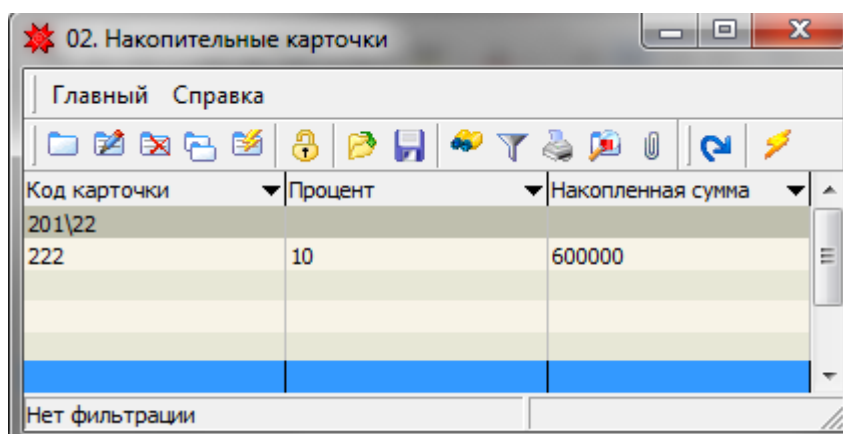 02. Накопительные карточки
Главный Справка
Код карточки Процент Накопленная сумма
201\22
222 10 600000
Нет фильтрации